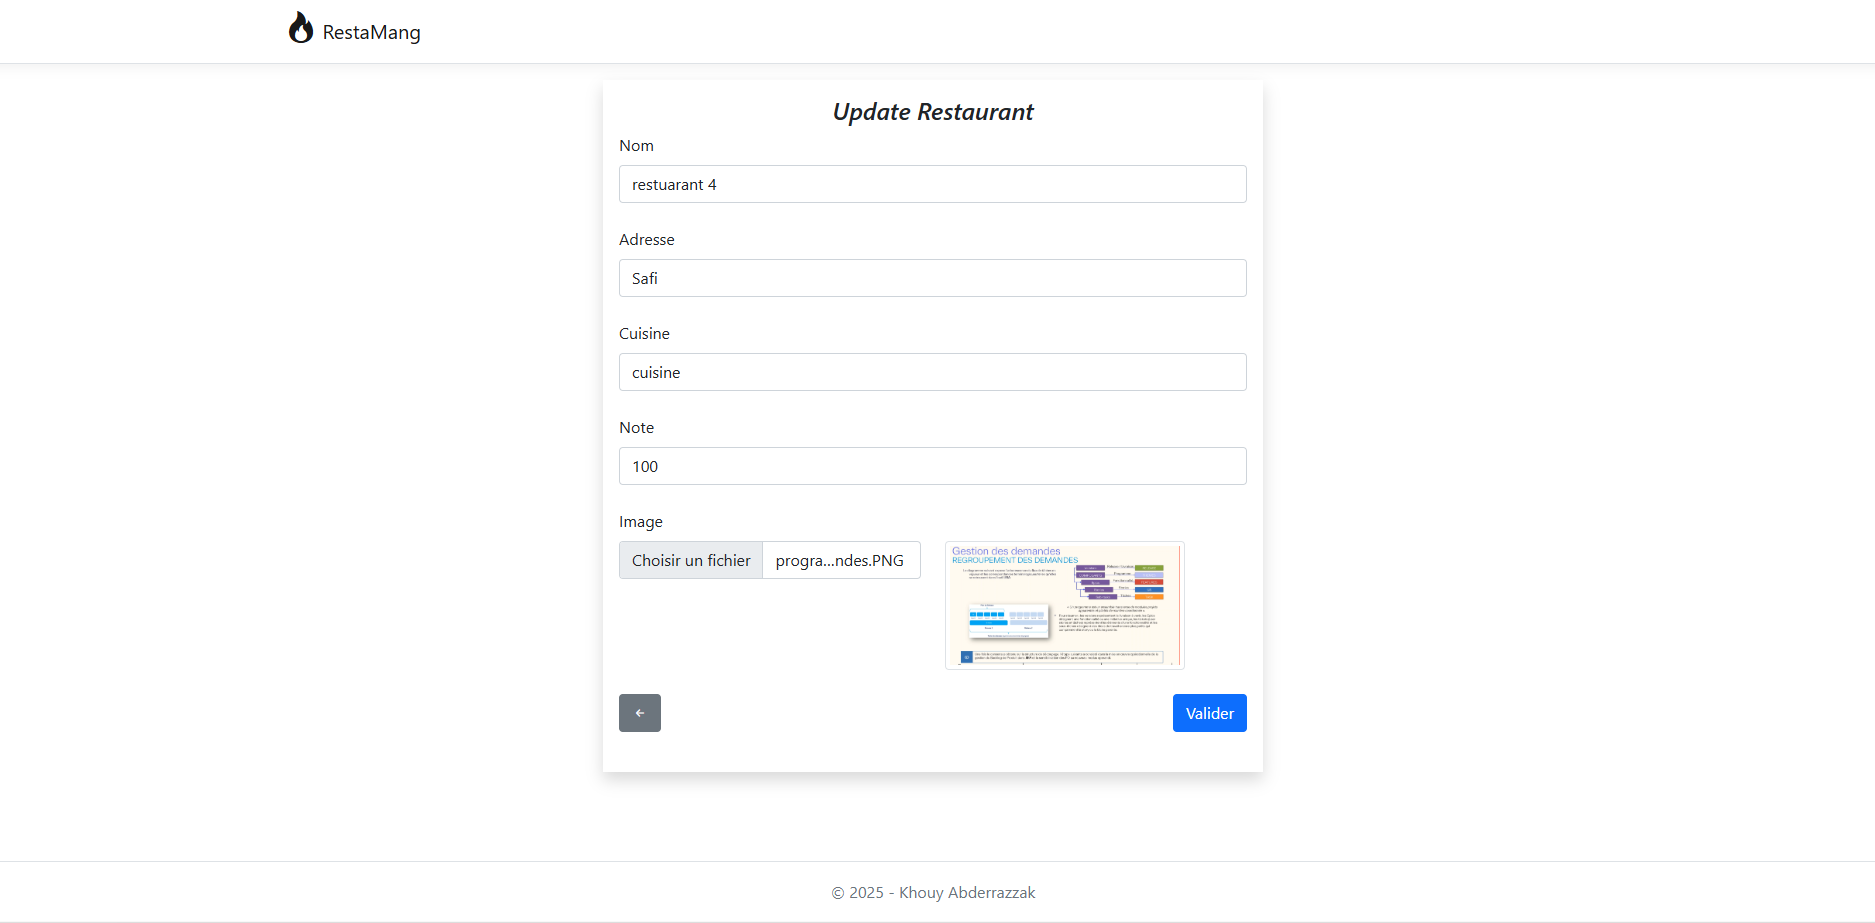 RestaMang
Update Restaurant
Nom
restuarant 4
Adresse
Safi
Cuisine
cuisine
Note
100
Image
Choisir un fichier progra...ndes.PNG
Gestion des demandes
REGROUPEMENT DES DEMANDES
←
Valider
© 2025 - Khouy Abderrazzak